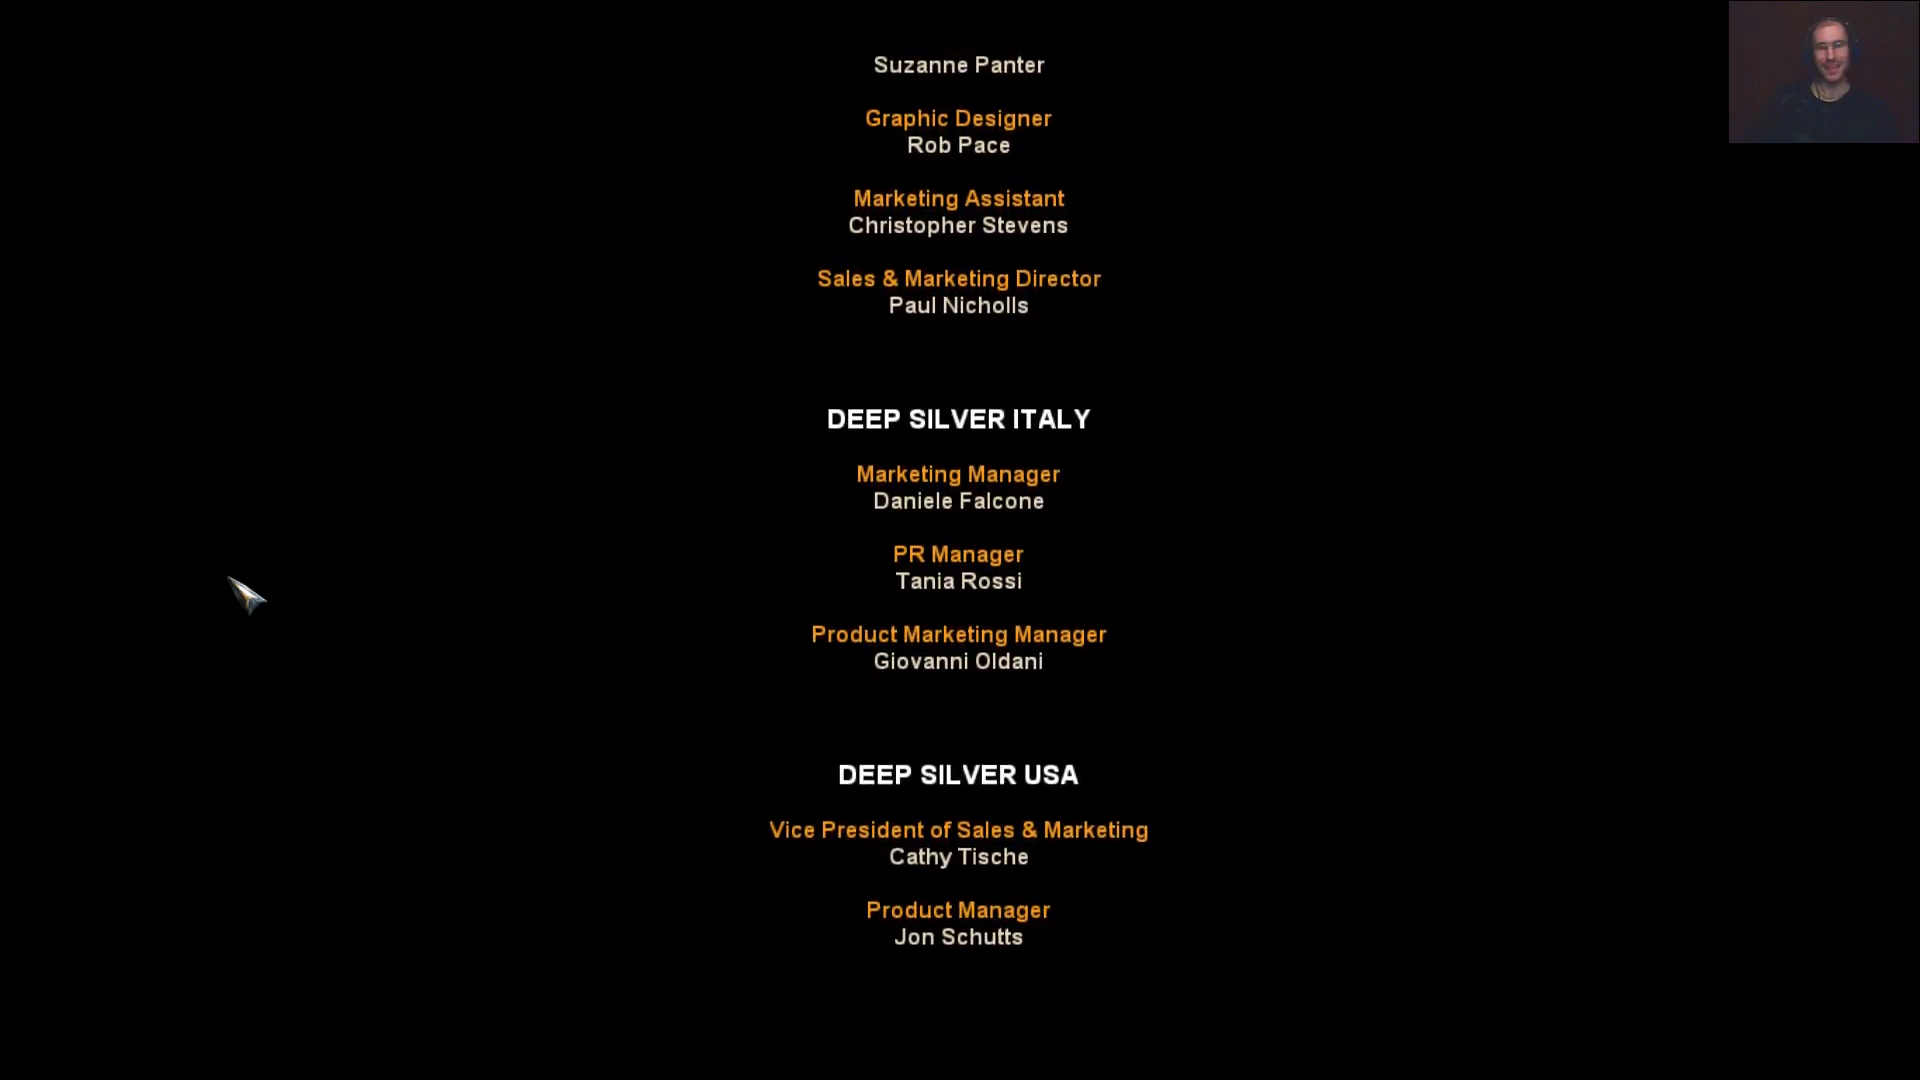 Suzanne Panter
Graphic Designer
Rob Pace
Marketing Assistant
Christopher Stevens
Sales & Marketing Director
Paul Nicholls
DEEP SILVER ITALY
Marketing Manager
Daniele Falcone
PR Manager
Tania Rossi
Product Marketing Manager
Giovanni Oldani
DEEP SILVER USA
Vice President of Sales & Marketing
Cathy Tische
Product Manager
Jon Schutts